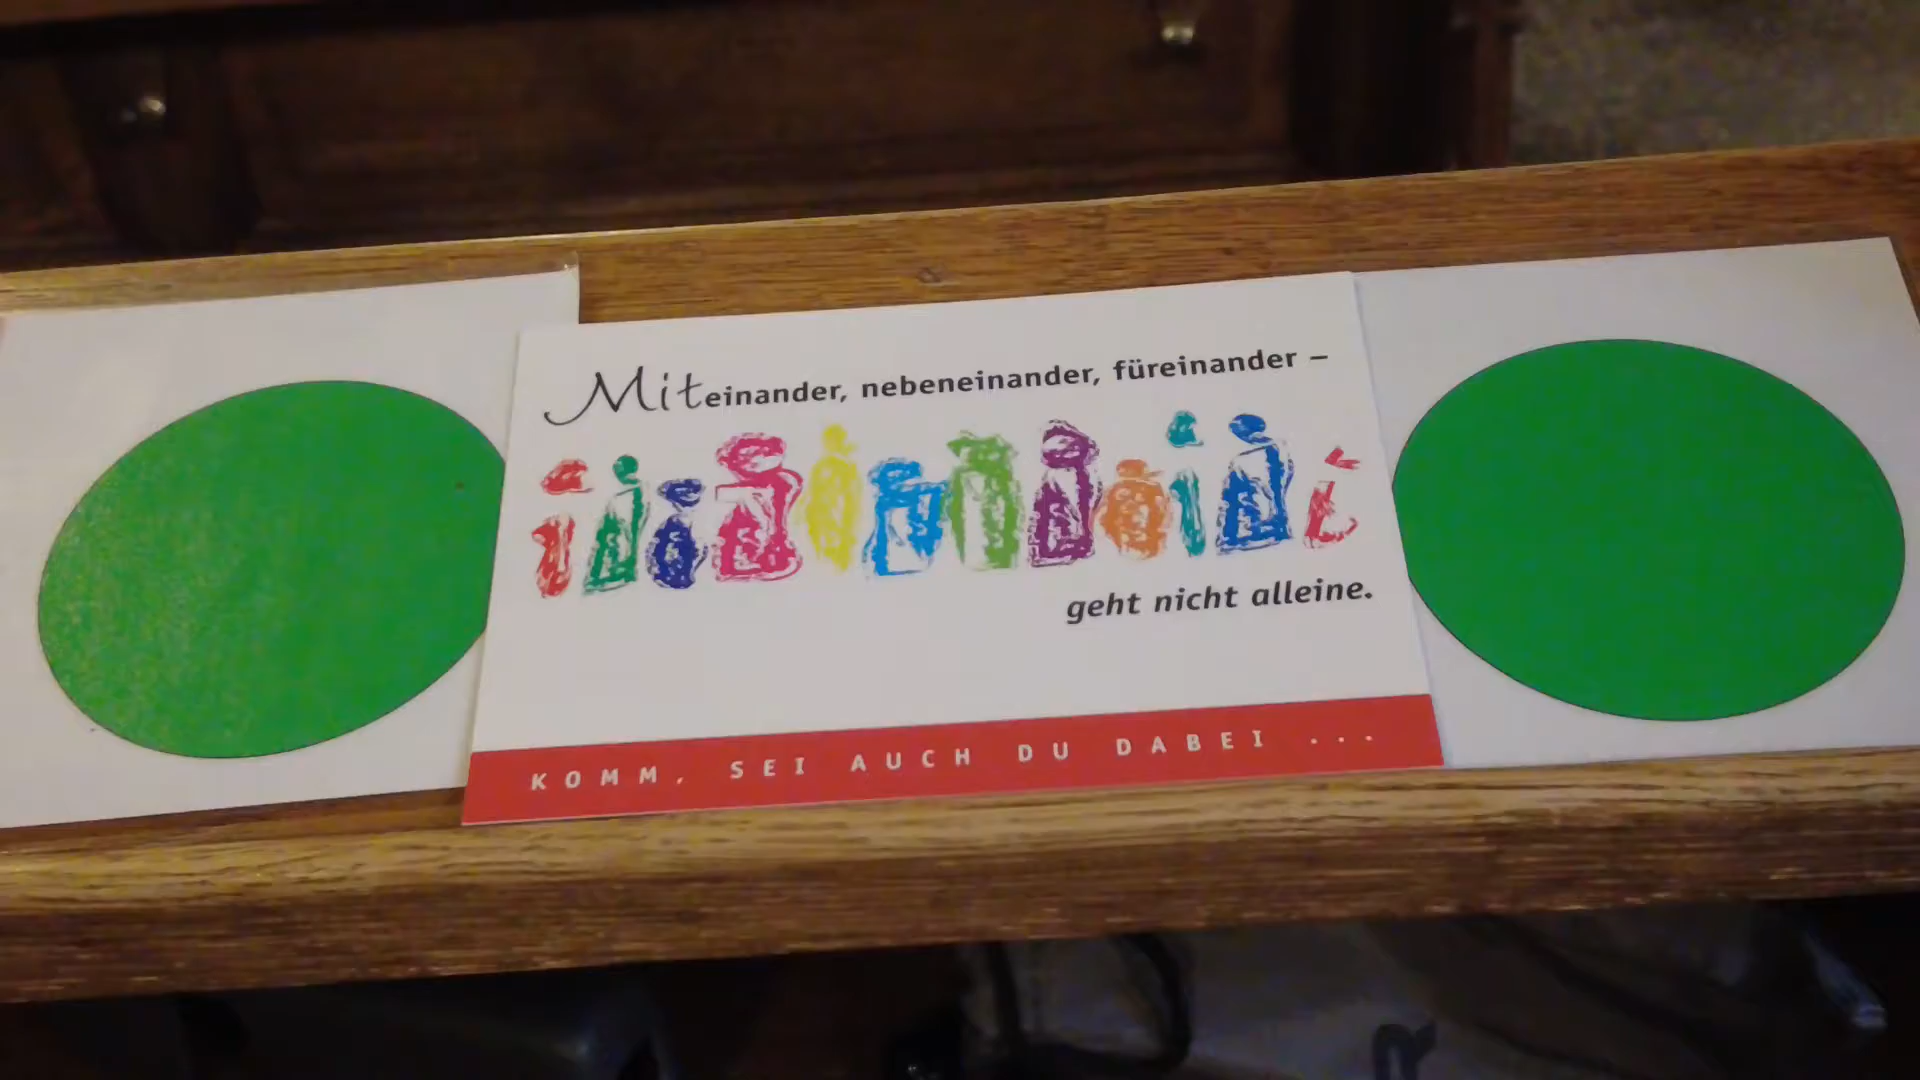 Miteinander, nebeneinander, füreinander –
geht nicht alleine.
KOMM, SEI AUCH DU DABEI ...